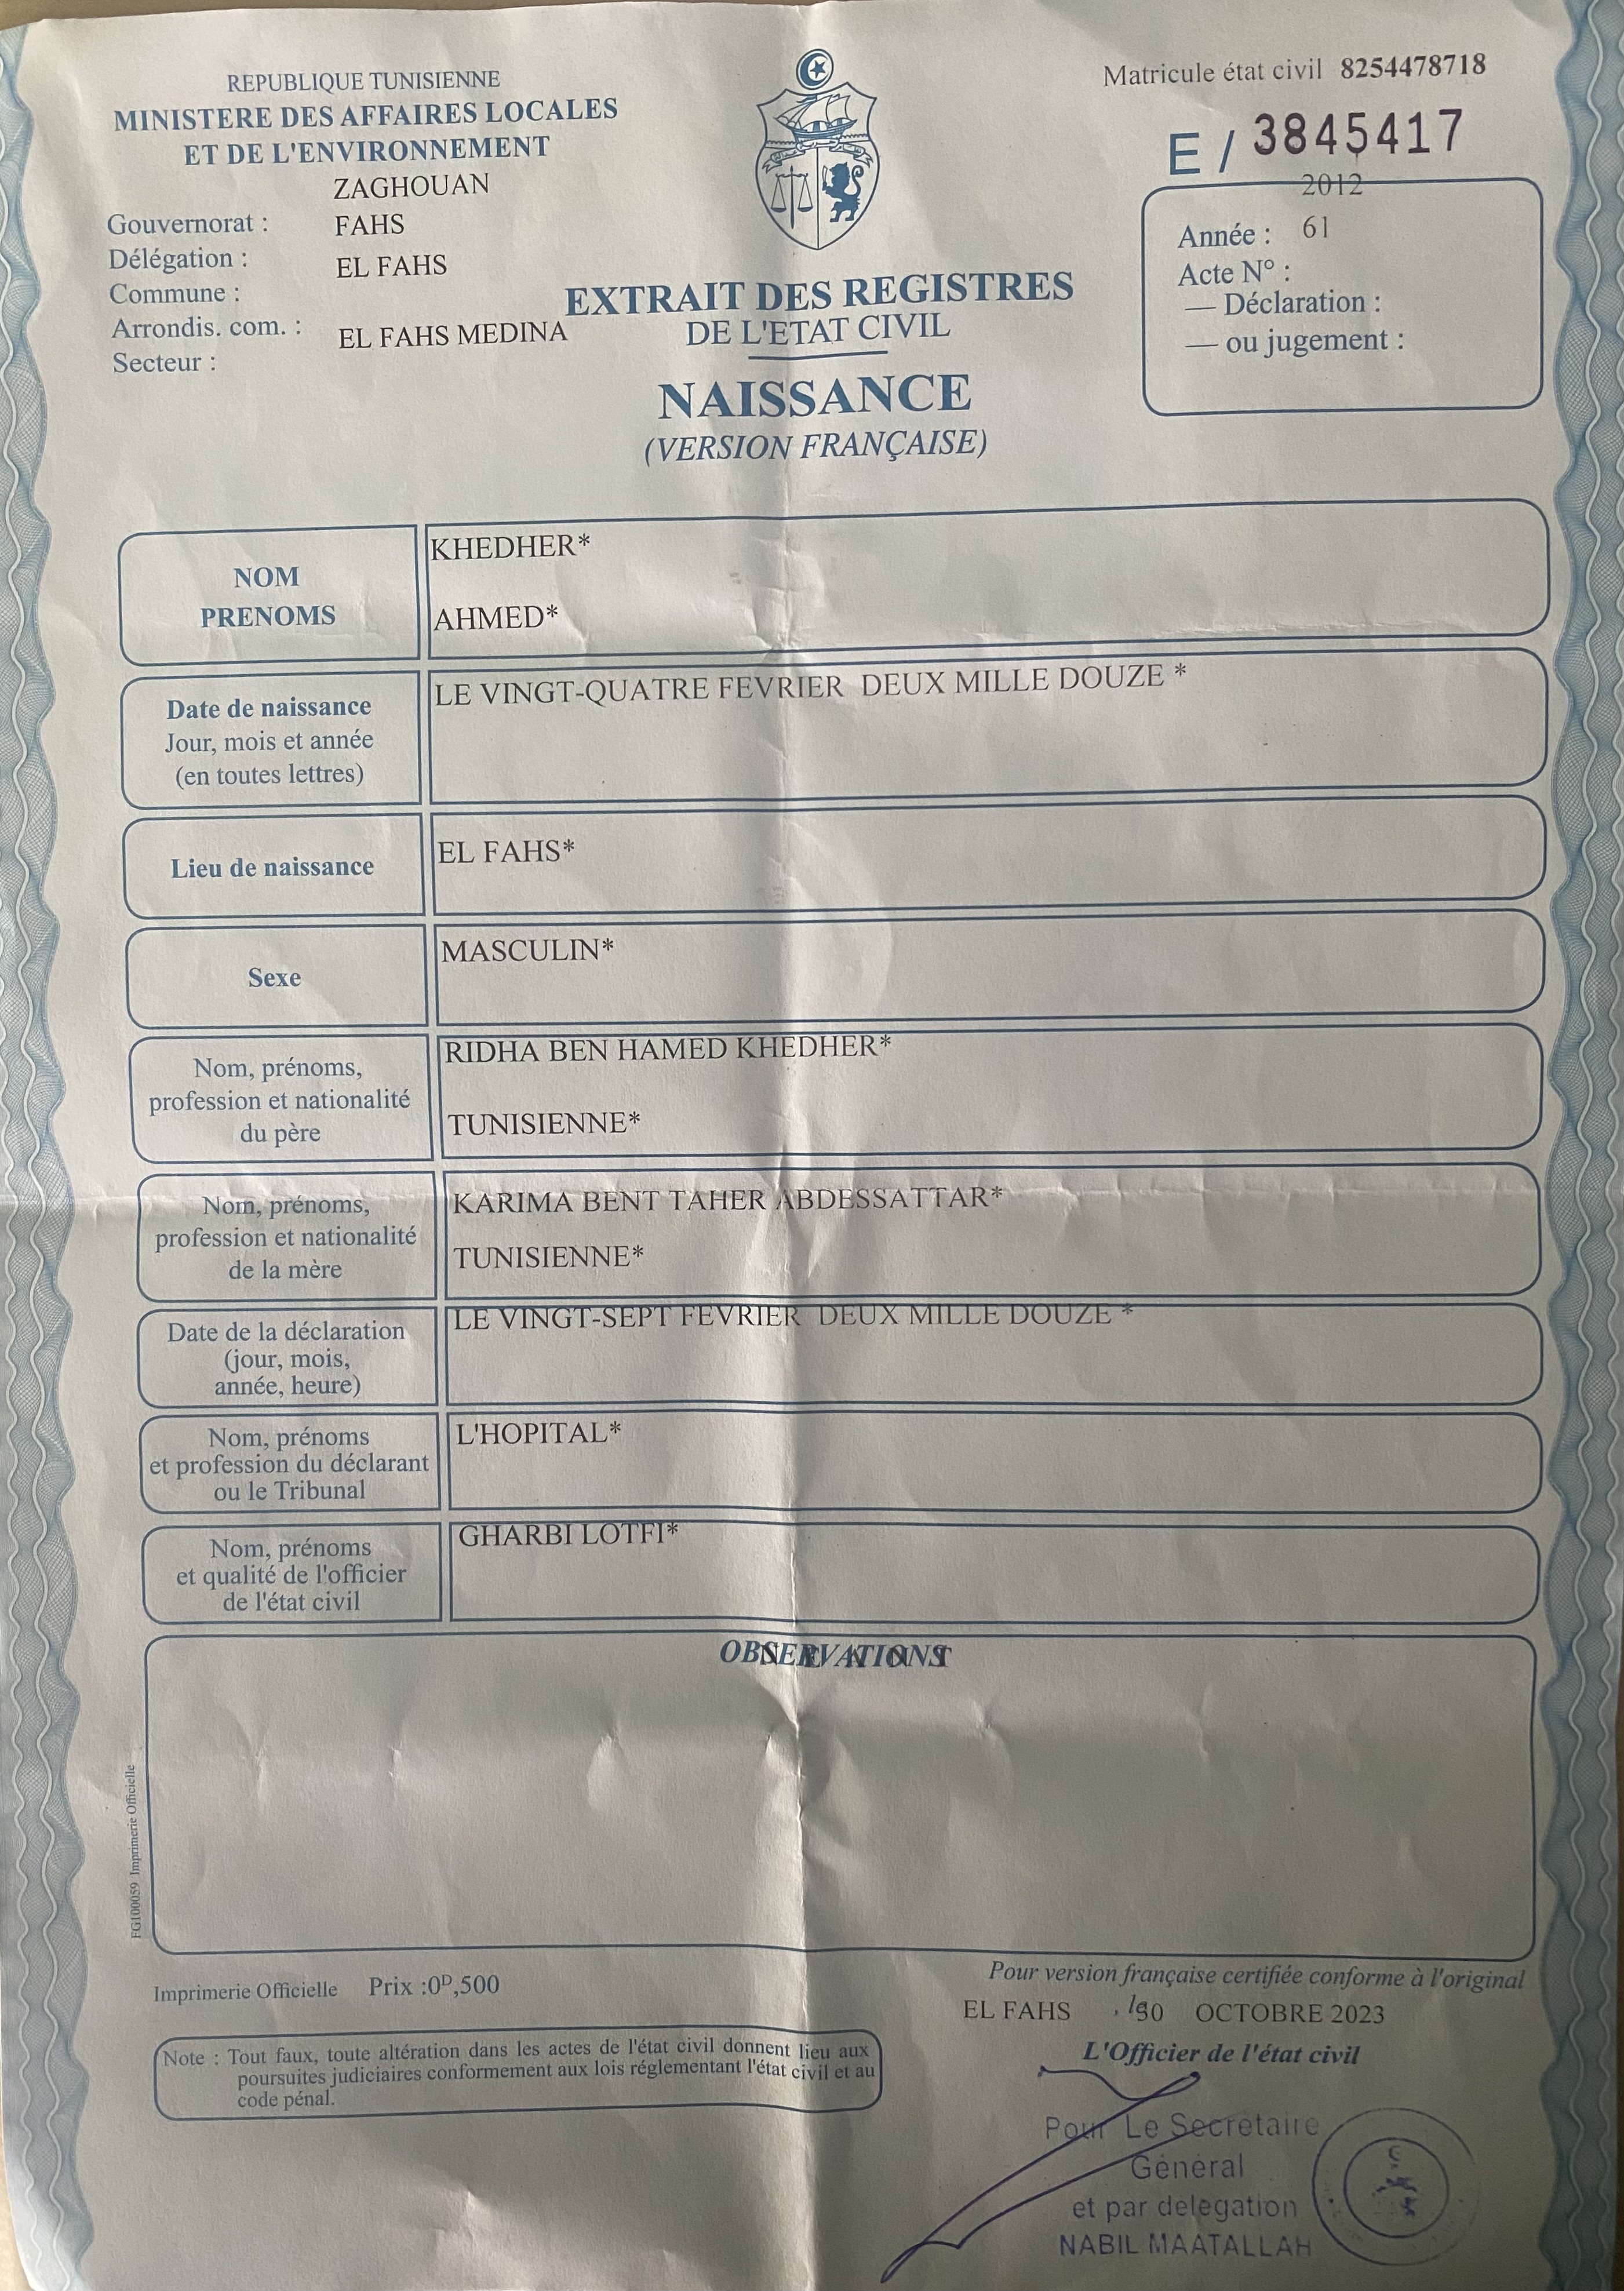 REPUBLIQUE TUNISIENNE
MINISTERE DES AFFAIRES LOCALES
ET DE L'ENVIRONNEMENT
ZAGHOUAN
Gouvernorat :
FAHS
Délégation :
EL FAHS
Commune :
Arrondis. com. :
EL FAHS MEDINA
Secteur :
Matricule état civil 8254478718
E / 3845417
2012
Année : 61
Acte N° :
— Déclaration :
— ou jugement :
EXTRAIT DES REGISTRES
DE L'ETAT CIVIL
NAISSANCE
(VERSION FRANÇAISE)
NOM
PRENOMS
KHEDHER*
AHMED*
Date de naissance
Jour, mois et année
(en toutes lettres)
LE VINGT-QUATRE FEVRIER DEUX MILLE DOUZE *
Lieu de naissance
EL FAHS*
Sexe
MASCULIN*
Nom, prénoms,
profession et nationalité
du père
RIDHA BEN HAMED KHEDHER*
TUNISIENNE*
Nom, prénoms,
profession et nationalité
de la mère
KARIMA BENT TAHER ABDESSATTAR*
TUNISIENNE*
Date de la déclaration
(jour, mois,
année, heure)
LE VINGT-SEPT FEVRIER DEUX MILLE DOUZE *
Nom, prénoms
et profession du déclarant
ou le Tribunal
L'HOPITAL*
Nom, prénoms
et qualité de l'officier
de l'état civil
GHARBI LOTFI*
OBSERVATIONS
FG100059 Imprimerie Officielle
Imprimerie Officielle Prix :0D,500
Note : Tout faux, toute altération dans les actes de l'état civil donnent lieu aux
poursuites judiciaires conformement aux lois réglementant l'état civil et au
code pénal.
Pour version française certifiée conforme à l'original
EL FAHS OCTOBRE 2023
L'Officier de l'état civil
Pour Le Secrétaire
Général
et par delegation
NABIL MAATALLAH